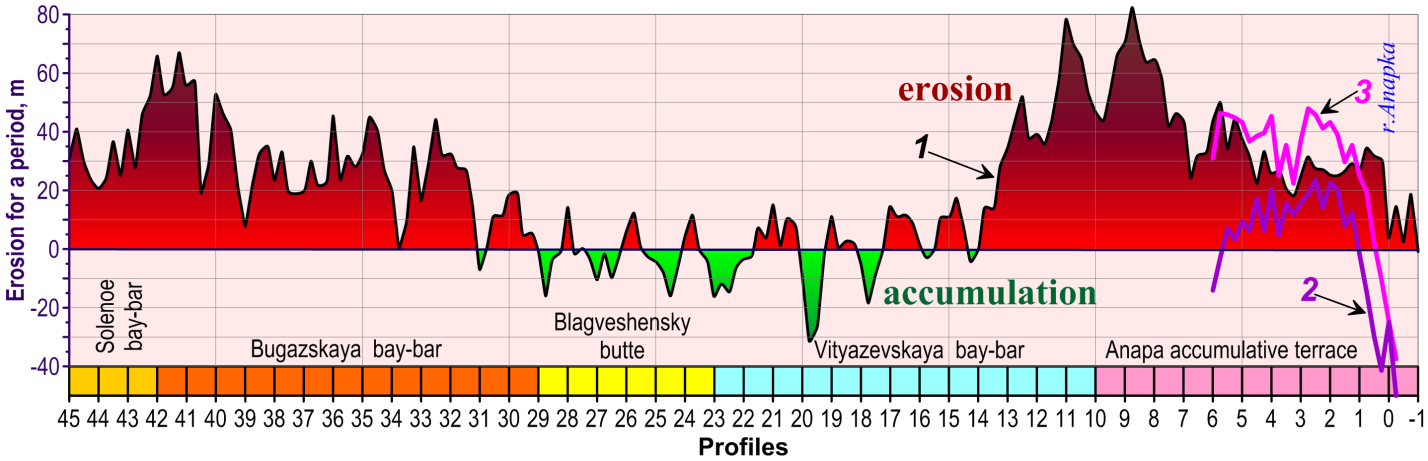 80
60
40
20
0
-20
-40
Erosion for a period, m
erosion
accumulation
1
2
3
r.Anapka
Solenoe
bay-bar
Bugazskaya bay-bar
Blagveshensky
butte
Vityazevskaya bay-bar
Anapa accumulative terrace
45 44 43 42 41 40 39 38 37 36 35 34 33 32 31 30 29 28 27 26 25 24 23 22 21 20 19 18 17 16 15 14 13 12 11 10 9 8 7 6 5 4 3 2 1 0 -1
Profiles